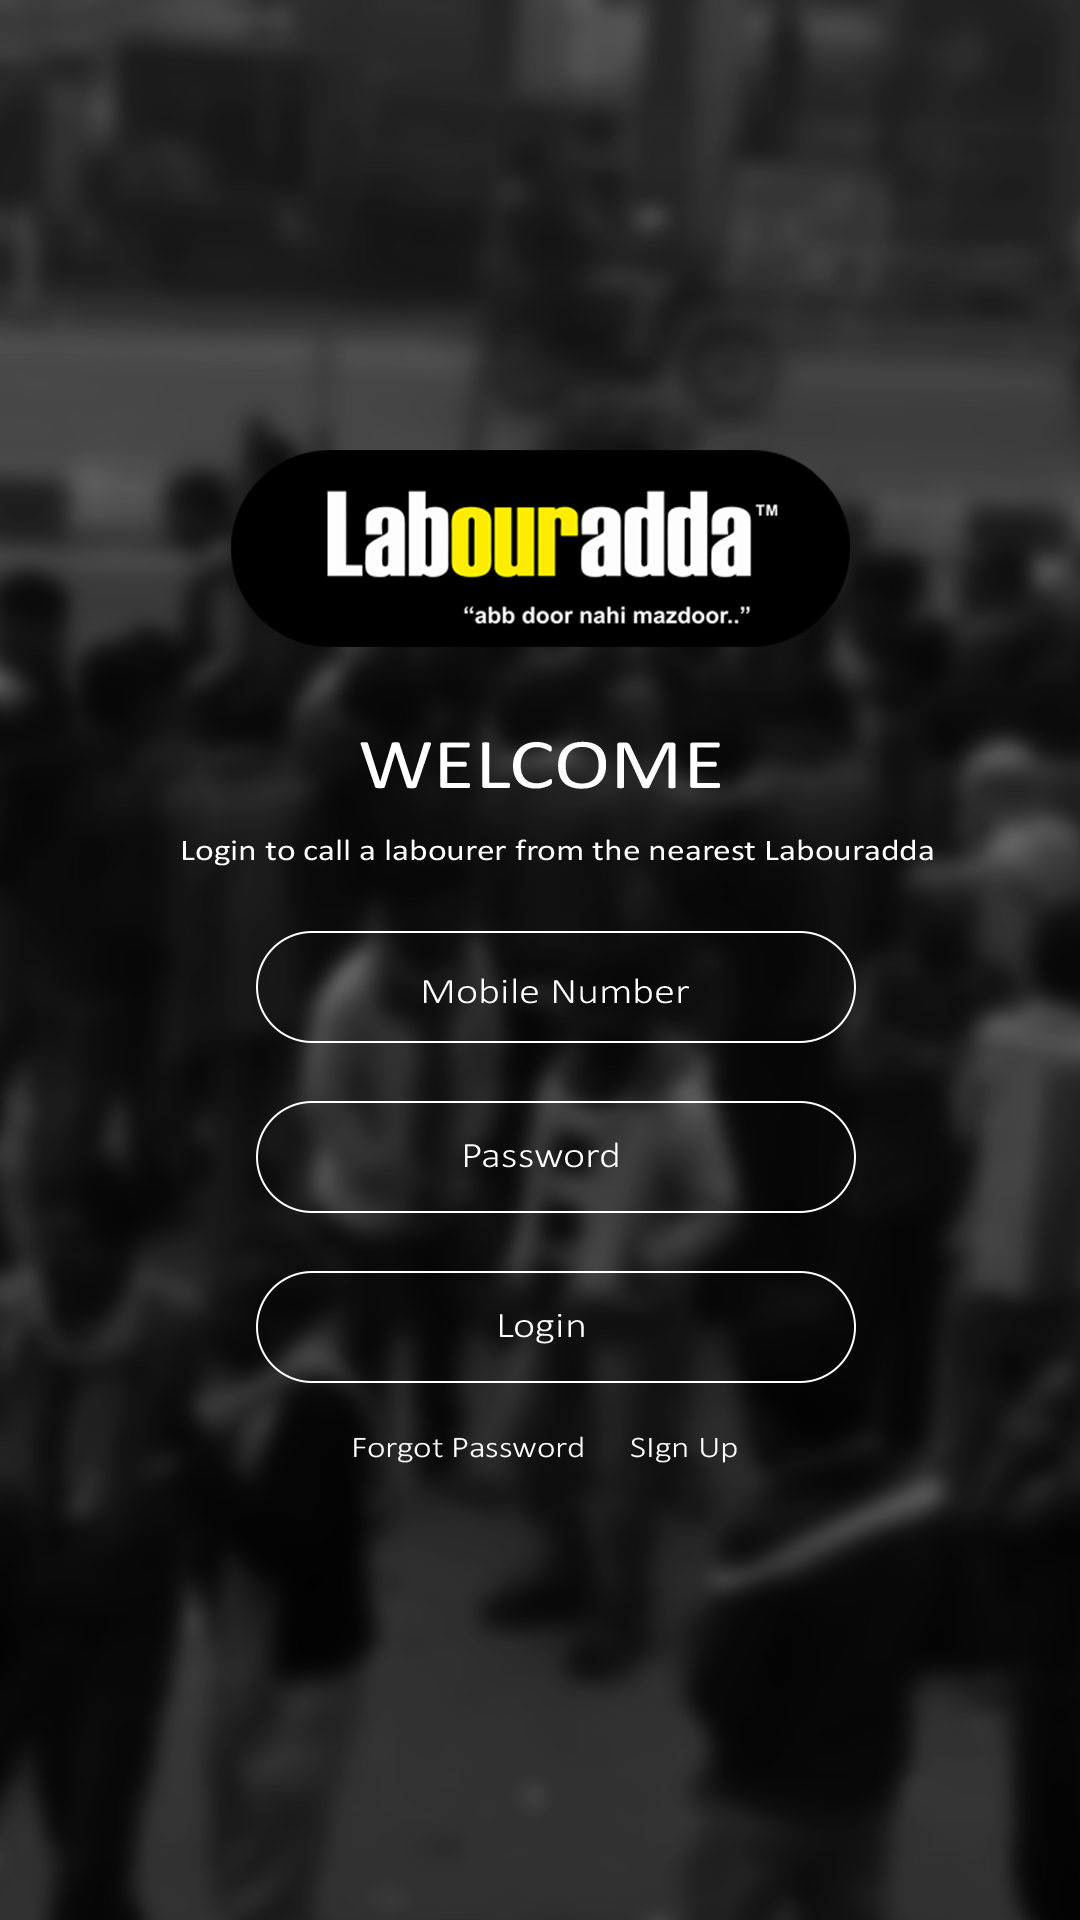 Labouradda™
“abb door nahi mazdoor..”
WELCOME
Login to call a labourer from the nearest Labouradda
Mobile Number
Password
Login
Forgot Password SIgn Up